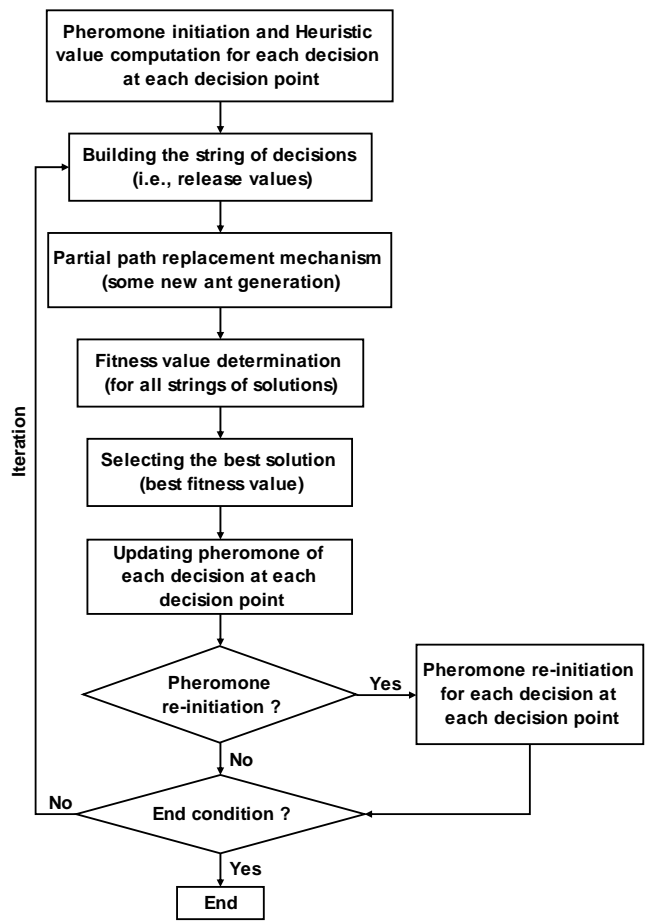 Pheromone initiation and Heuristic
value computation for each decision
at each decision point
Building the string of decisions
(i.e., release values)
Partial path replacement mechanism
(some new ant generation)
Fitness value determination
(for all strings of solutions)
Iteration
Selecting the best solution
(best fitness value)
Updating pheromone of
each decision at each
decision point
Pheromone
re-initiation ?
Yes
Pheromone re-initiation
for each decision at
each decision point
No
End condition ?
No
Yes
End